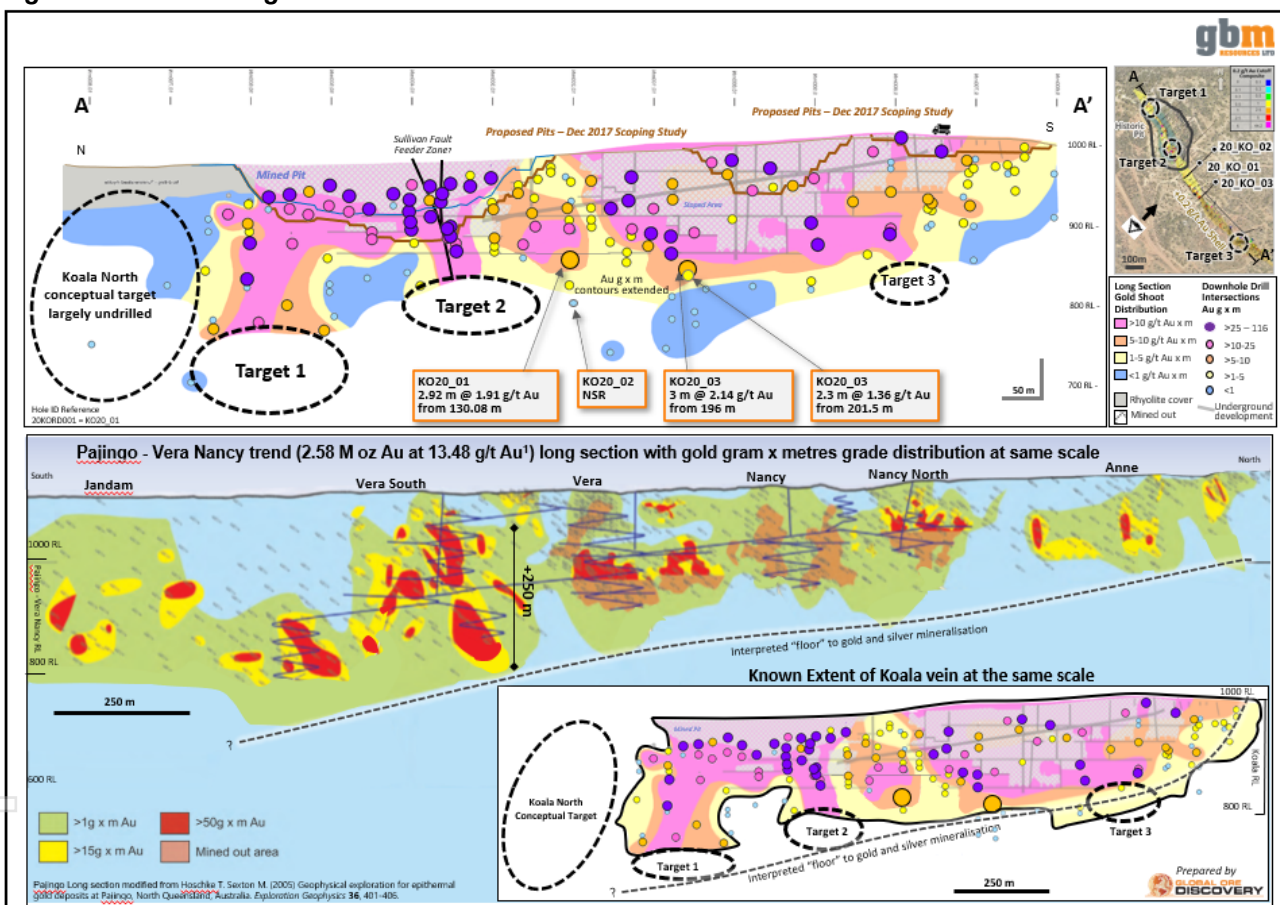 gbm
RESOURCES LTD
A
A'
N
S
Sullivan Fault
Feeder Zone?
Proposed Pits – Dec 2017 Scoping Study
Proposed Pits – Dec 2017 Scoping Study
Mined Pit
Stoped Area
1000 RL
900 RL
800 RL
700 RL
Koala North
conceptual target
largely undrilled
Target 1
Target 2
Target 3
Au g x m
contours extended
KO20_01
2.92 m @ 1.91 g/t Au
from 130.08 m
KO20_02
NSR
KO20_03
3 m @ 2.14 g/t Au
from 196 m
KO20_03
2.3 m @ 1.36 g/t Au
from 201.5 m
50 m
Hole ID Reference
20KORD001 = KO20_01
A
Target 1
Historic
Pit
Target 2
20_KO_02
20_KO_01
20_KO_03
Target 3
A'
100m
Long Section
Gold Shoot
Distribution
>10 g/t Au x m
5-10 g/t Au x m
1-5 g/t Au x m
<1 g/t Au x m
Rhyolite cover
Mined out
Downhole Drill
Intersections
Au g x m
>25 – 116
>10-25
>5-10
>1-5
<1
Underground
development
Pajingo - Vera Nancy trend (2.58 M oz Au at 13.48 g/t Au¹) long section with gold gram x metres grade distribution at same scale
South
North
Jandam
Vera South
Vera
Nancy
Nancy North
Anne
1000 RL
Pajingo - Vera Nancy RL
800 RL
600 RL
+250 m
250 m
Interpreted "floor" to gold and silver mineralisation
?
>1g x m Au
>15g x m Au
>50g x m Au
Mined out area
Pajingo Long section modified from Hoschke T. Sexton M. (2005) Geophysical exploration for epithermal
gold deposits at Pajingo, North Queensland, Australia. Exploration Geophysics 36, 401-406.
Known Extent of Koala vein at the same scale
1000 RL
Koala RL
800 RL
Mined Pit
Koala North
Conceptual Target
Target 1
Target 2
Target 3
Interpreted "floor" to gold and silver mineralisation
?
250 m
Prepared by
GLOBAL ORE
DISCOVERY